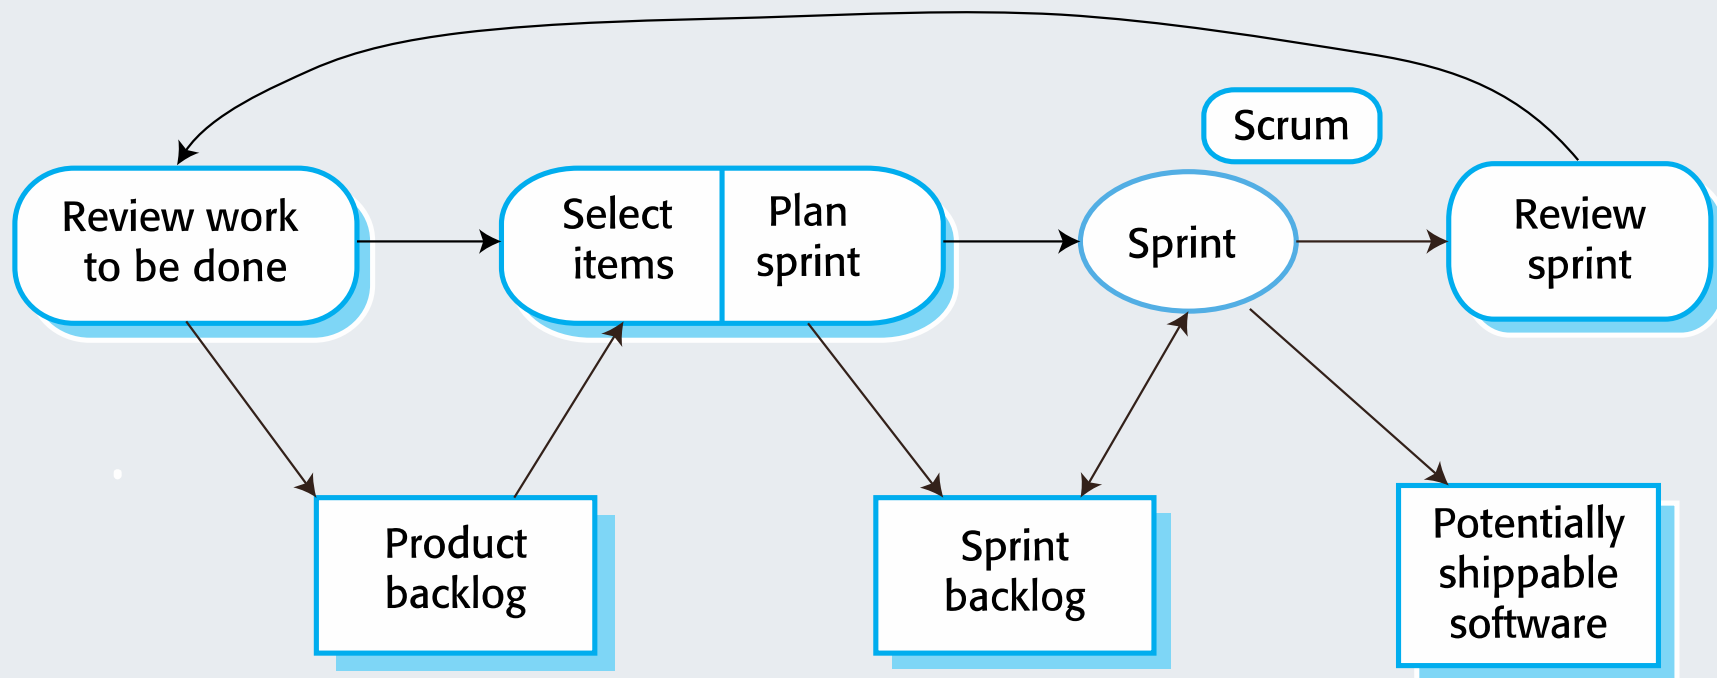 Scrum
Review work
to be done
Select
items
Plan
sprint
Sprint
Review
sprint
Product
backlog
Sprint
backlog
Potentially
shippable
software